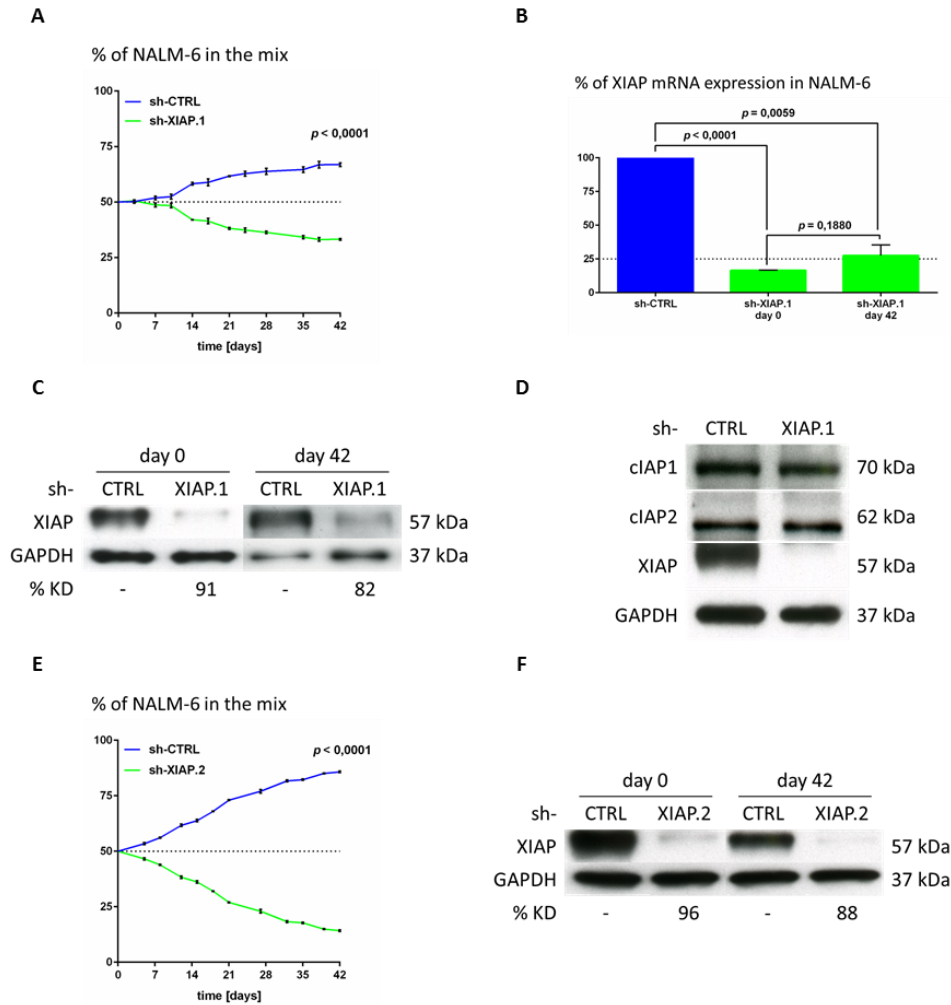 A
% of NALM-6 in the mix
100
75
50
25
0
sh-CTRL
sh-XIAP.1
p < 0,0001
0 7 14 21 28 35 42
time [days]
B
% of XIAP mRNA expression in NALM-6
p = 0,0059
p < 0,0001
p = 0,1880
100
75
50
25
0
sh-CTRL sh-XIAP.1 sh-XIAP.1
day 0 day 42
C
day 0 day 42
sh- CTRL XIAP.1 CTRL XIAP.1
XIAP 57 kDa
GAPDH 37 kDa
% KD - 91 - 82
D
sh- CTRL XIAP.1
cIAP1 70 kDa
cIAP2 62 kDa
XIAP 57 kDa
GAPDH 37 kDa
E
% of NALM-6 in the mix
100
75
50
25
0
sh-CTRL
sh-XIAP.2
p < 0,0001
0 7 14 21 28 35 42
time [days]
F
day 0 day 42
sh- CTRL XIAP.2 CTRL XIAP.2
XIAP 57 kDa
GAPDH 37 kDa
% KD - 96 - 88